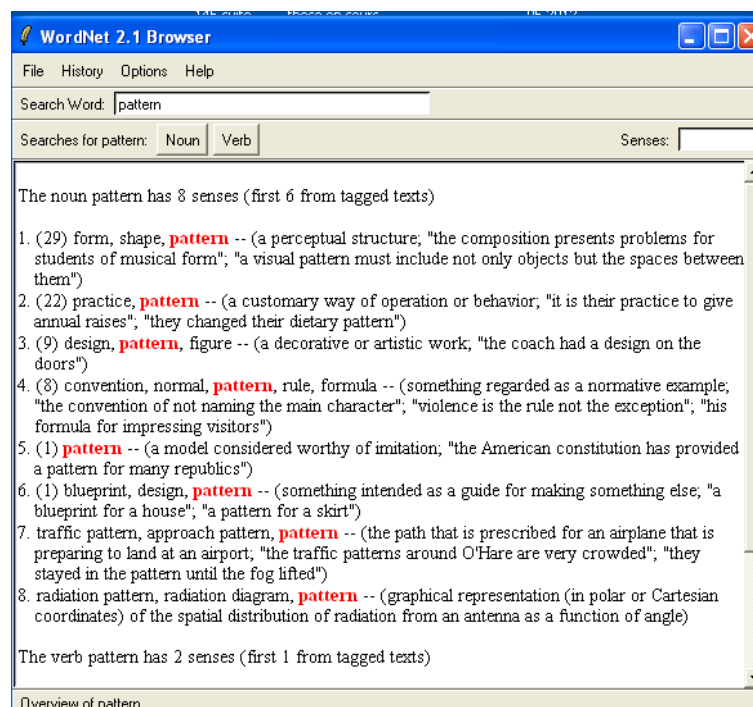 WordNet 2.1 Browser
File History Options Help
Search Word: pattern
Searches for pattern: Noun Verb Senses:
The noun pattern has 8 senses (first 6 from tagged texts)
1. (29) form, shape, pattern -- (a perceptual structure; "the composition presents problems for
students of musical form"; "a visual pattern must include not only objects but the spaces between
them")
2. (22) practice, pattern -- (a customary way of operation or behavior; "it is their practice to give
annual raises"; "they changed their dietary pattern")
3. (9) design, pattern, figure -- (a decorative or artistic work; "the coach had a design on the
doors")
4. (8) convention, normal, pattern, rule, formula -- (something regarded as a normative example;
"the convention of not naming the main character"; "violence is the rule not the exception"; "his
formula for impressing visitors")
5. (1) pattern -- (a model considered worthy of imitation; "the American constitution has provided
a pattern for many republics")
6. (1) blueprint, design, pattern -- (something intended as a guide for making something else; "a
blueprint for a house"; "a pattern for a skirt")
7. traffic pattern, approach pattern, pattern -- (the path that is prescribed for an airplane that is
preparing to land at an airport; "the traffic patterns around O'Hare are very crowded"; "they
stayed in the pattern until the fog lifted")
8. radiation pattern, radiation diagram, pattern -- (graphical representation (in polar or Cartesian
coordinates) of the spatial distribution of radiation from an antenna as a function of angle)
The verb pattern has 2 senses (first 1 from tagged texts)
Overview of pattern